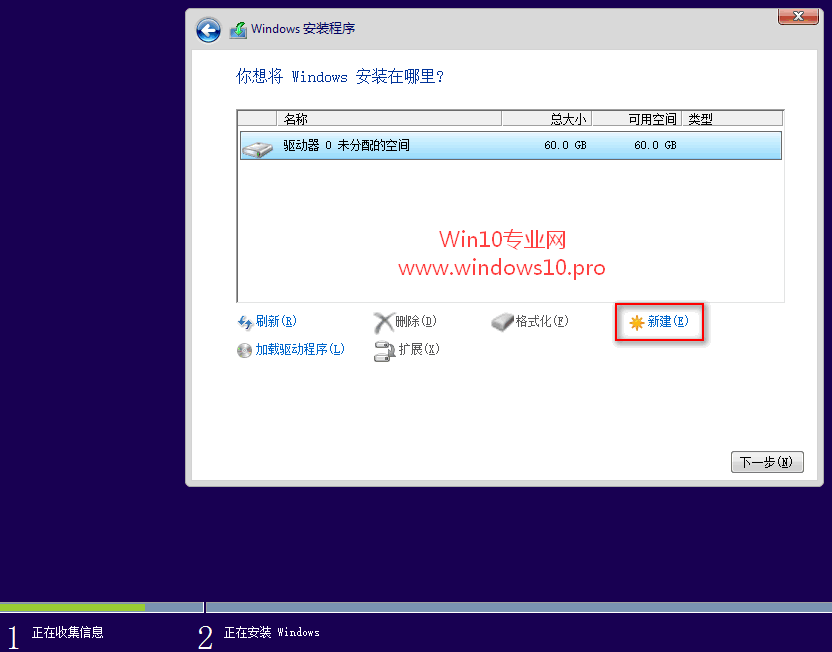 Windows 安装程序
你想将 Windows 安装在哪里?
名称 总大小 可用空间 类型
驱动器 0 未分配的空间 60.0 GB 60.0 GB
Win10专业网
www.windows10.pro
刷新(R) 删除(D) 格式化(F) 新建(E)
加载驱动程序(L) 扩展(X)
下一步(N)
1 正在收集信息 2 正在安装 Windows